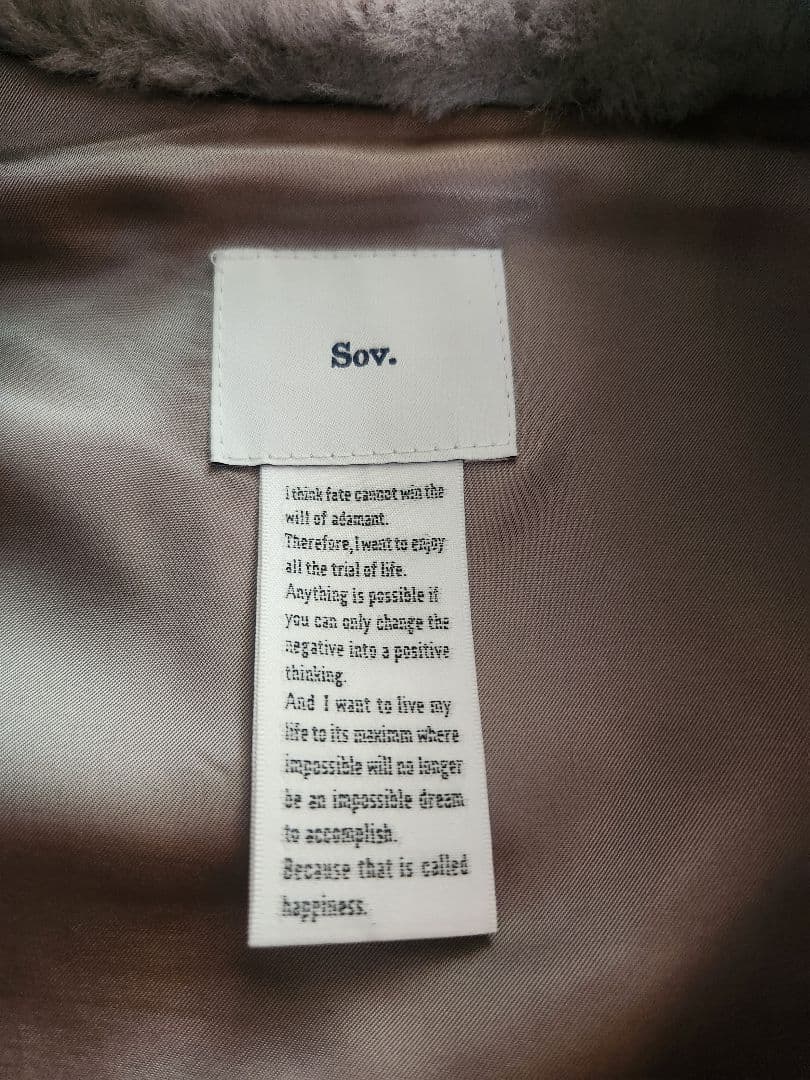 Sov.
I think fate cannot win the
will of adamant.
Therefore, I want to enjoy
all the trial of life.
Anything is possible if
you can only change the
negative into a positive
thinking.
And I want to live my
life to its maximm where
impossible will no longer
be an impossible dream
to accomplish.
Because that is called
happiness.